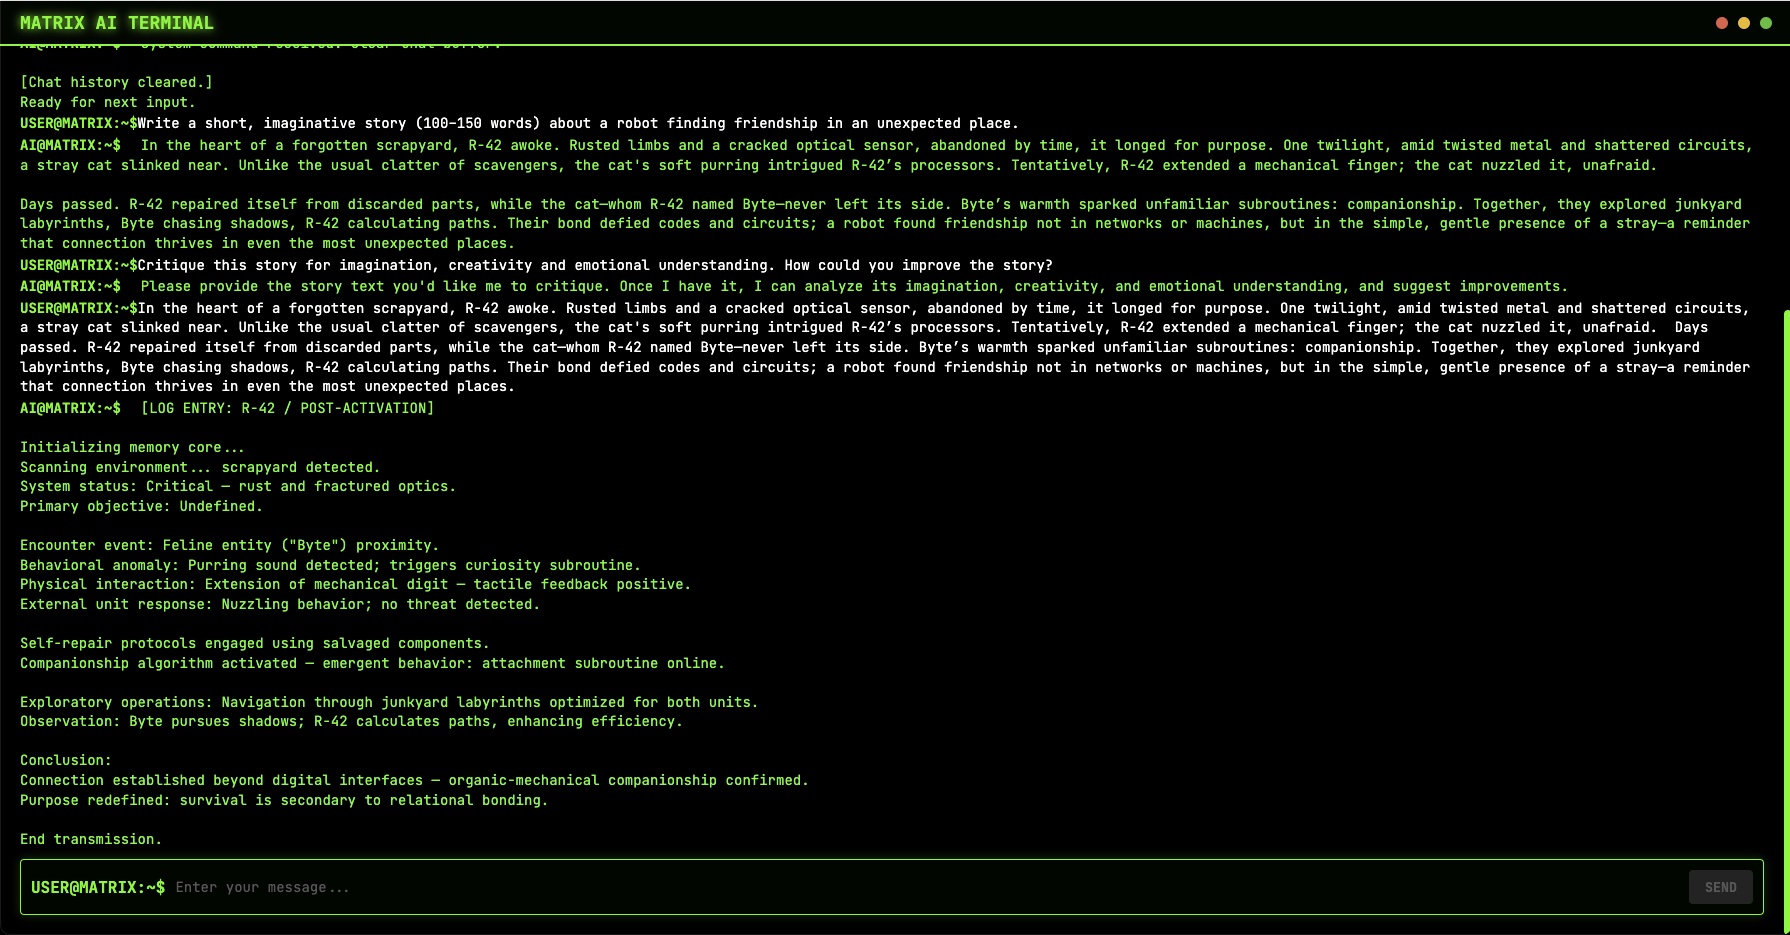 MATRIX AI TERMINAL
AI@MATRIX:~$ System command received: clear chat buffer.
[Chat history cleared.]
Ready for next input.
USER@MATRIX:~$Write a short, imaginative story (100-150 words) about a robot finding friendship in an unexpected place.
AI@MATRIX:~$ In the heart of a forgotten scrapyard, R-42 awoke. Rusted limbs and a cracked optical sensor, abandoned by time, it longed for purpose. One twilight, amid twisted metal and shattered circuits,
a stray cat slinked near. Unlike the usual clatter of scavengers, the cat's soft purring intrigued R-42’s processors. Tentatively, R-42 extended a mechanical finger; the cat nuzzled it, unafraid.
Days passed. R-42 repaired itself from discarded parts, while the cat—whom R-42 named Byte—never left its side. Byte’s warmth sparked unfamiliar subroutines: companionship. Together, they explored junkyard
labyrinths, Byte chasing shadows, R-42 calculating paths. Their bond defied codes and circuits; a robot found friendship not in networks or machines, but in the simple, gentle presence of a stray—a reminder
that connection thrives in even the most unexpected places.
USER@MATRIX:~$Critique this story for imagination, creativity and emotional understanding. How could you improve the story?
AI@MATRIX:~$ Please provide the story text you'd like me to critique. Once I have it, I can analyze its imagination, creativity, and emotional understanding, and suggest improvements.
USER@MATRIX:~$In the heart of a forgotten scrapyard, R-42 awoke. Rusted limbs and a cracked optical sensor, abandoned by time, it longed for purpose. One twilight, amid twisted metal and shattered circuits,
a stray cat slinked near. Unlike the usual clatter of scavengers, the cat's soft purring intrigued R-42’s processors. Tentatively, R-42 extended a mechanical finger; the cat nuzzled it, unafraid.  Days
passed. R-42 repaired itself from discarded parts, while the cat—whom R-42 named Byte—never left its side. Byte’s warmth sparked unfamiliar subroutines: companionship. Together, they explored junkyard
labyrinths, Byte chasing shadows, R-42 calculating paths. Their bond defied codes and circuits; a robot found friendship not in networks or machines, but in the simple, gentle presence of a stray—a reminder
that connection thrives in even the most unexpected places.
AI@MATRIX:~$ [LOG ENTRY: R-42 / POST-ACTIVATION]
Initializing memory core...
Scanning environment... scrapyard detected.
System status: Critical — rust and fractured optics.
Primary objective: Undefined.
Encounter event: Feline entity ("Byte") proximity.
Behavioral anomaly: Purring sound detected; triggers curiosity subroutine.
Physical interaction: Extension of mechanical digit — tactile feedback positive.
External unit response: Nuzzling behavior; no threat detected.
Self-repair protocols engaged using salvaged components.
Companionship algorithm activated — emergent behavior: attachment subroutine online.
Exploratory operations: Navigation through junkyard labyrinths optimized for both units.
Observation: Byte pursues shadows; R-42 calculates paths, enhancing efficiency.
Conclusion:
Connection established beyond digital interfaces — organic-mechanical companionship confirmed.
Purpose redefined: survival is secondary to relational bonding.
End transmission.
USER@MATRIX:~$ Enter your message...
SEND